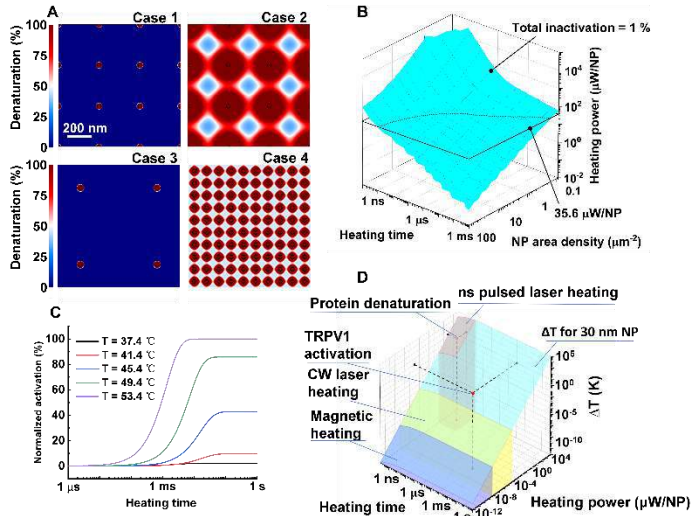 A
Case 1
Case 2
Denaturation (%)
100
75
50
25
0
200 nm
Case 3
Case 4
Denaturation (%)
100
75
50
25
0
B
Total inactivation = 1 %
10⁴
10²
10⁰
10⁻²
Heating power (μW/NP)
1 ns
1 μs
1 ms
Heating time
100
10
1
0.1
NP area density (μm⁻²)
35.6 μW/NP
C
Normalized activation (%)
100
80
60
40
20
0
T = 37.4 ℃
T = 41.4 ℃
T = 45.4 ℃
T = 49.4 ℃
T = 53.4 ℃
1 μs
1 ms
1 s
Heating time
D
Protein denaturation
ns pulsed laser heating
TRPV1
activation
ΔT for 30 nm NP
CW laser
heating
Magnetic
heating
10⁵
10⁰
10⁻⁵
10⁻¹⁰
ΔT (K)
1 ns
1 μs
1 ms
Heating time
10⁻¹²
10⁻⁸
10⁻⁴
10⁰
10⁴
Heating power (μW/NP)